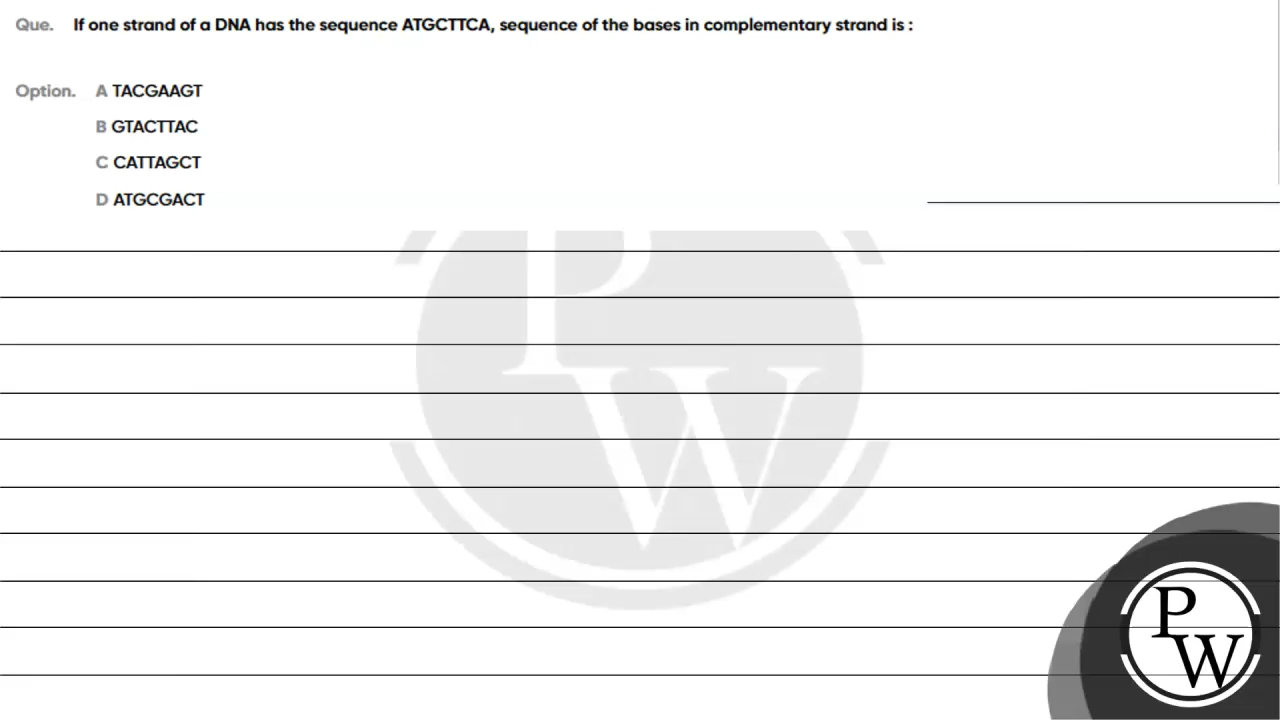 Que. If one strand of a DNA has the sequence ATGCTTCA, sequence of the bases in complementary strand is :
Option. A TACGAAGT
B GTACTTAC
C CATTAGCT
D ATGCGACT
P
W
P
W